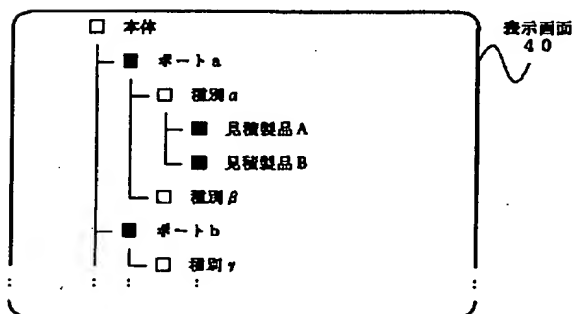 □ 本体
表示画面
40
■ ポートa
□ 種別α
■ 見積製品A
■ 見積製品B
□ 種別β
■ ポートb
□ 種別γ
: : : : :